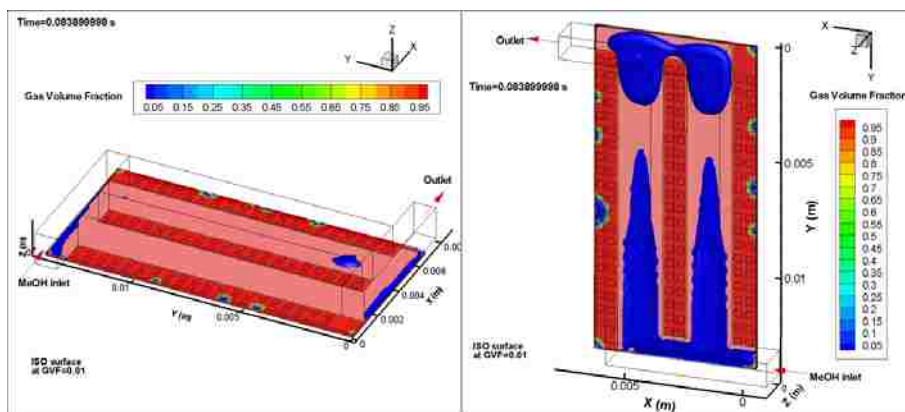 Time=0.083899998 s
Z
X
Y
Gas Volume Fraction
0.05 0.15 0.25 0.35 0.45 0.55 0.65 0.75 0.85 0.95
Outlet
MeOH inlet
0.01
Y (m)
0.005
0
0
0.002
0.004
0.006
X (m)
ISO surface
at GVF=0.01
Outlet
X
Z
Y
Time=0.083899998 s
Gas Volume Fraction
0.95
0.9
0.85
0.8
0.75
0.7
0.65
0.6
0.55
0.5
0.45
0.4
0.35
0.3
0.25
0.2
0.15
0.1
0.05
0
0.005
Y (m)
0.01
ISO surface
at GVF=0.01
MeOH inlet
0.005
0
X (m)
Z (m)